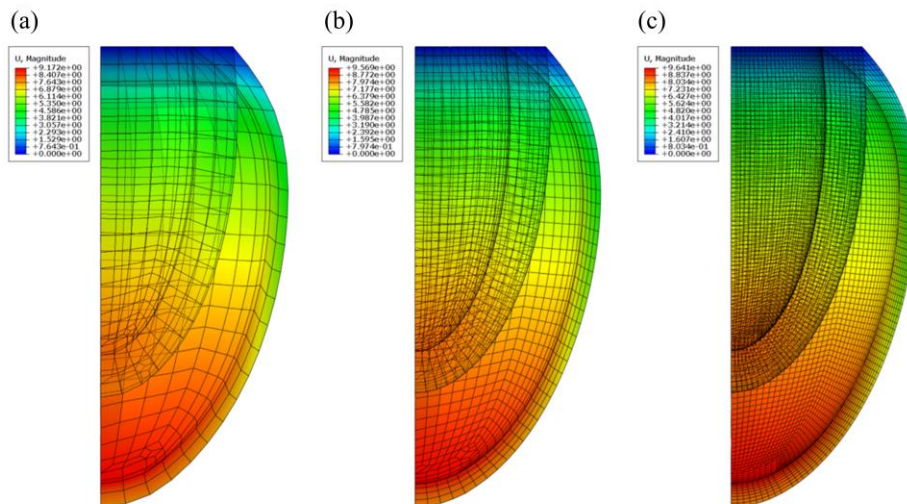 (a)
U, Magnitude
+9.172e+00
+8.407e+00
+7.643e+00
+6.879e+00
+6.114e+00
+5.350e+00
+4.586e+00
+3.821e+00
+3.057e+00
+2.293e+00
+1.529e+00
+7.643e-01
+0.000e+00
(b)
U, Magnitude
+9.569e+00
+8.772e+00
+7.974e+00
+7.177e+00
+6.379e+00
+5.582e+00
+4.785e+00
+3.987e+00
+3.190e+00
+2.392e+00
+1.595e+00
+7.974e-01
+0.000e+00
(c)
U, Magnitude
+9.641e+00
+8.837e+00
+8.034e+00
+7.231e+00
+6.427e+00
+5.624e+00
+4.820e+00
+4.017e+00
+3.214e+00
+2.410e+00
+1.607e+00
+8.034e-01
+0.000e+00